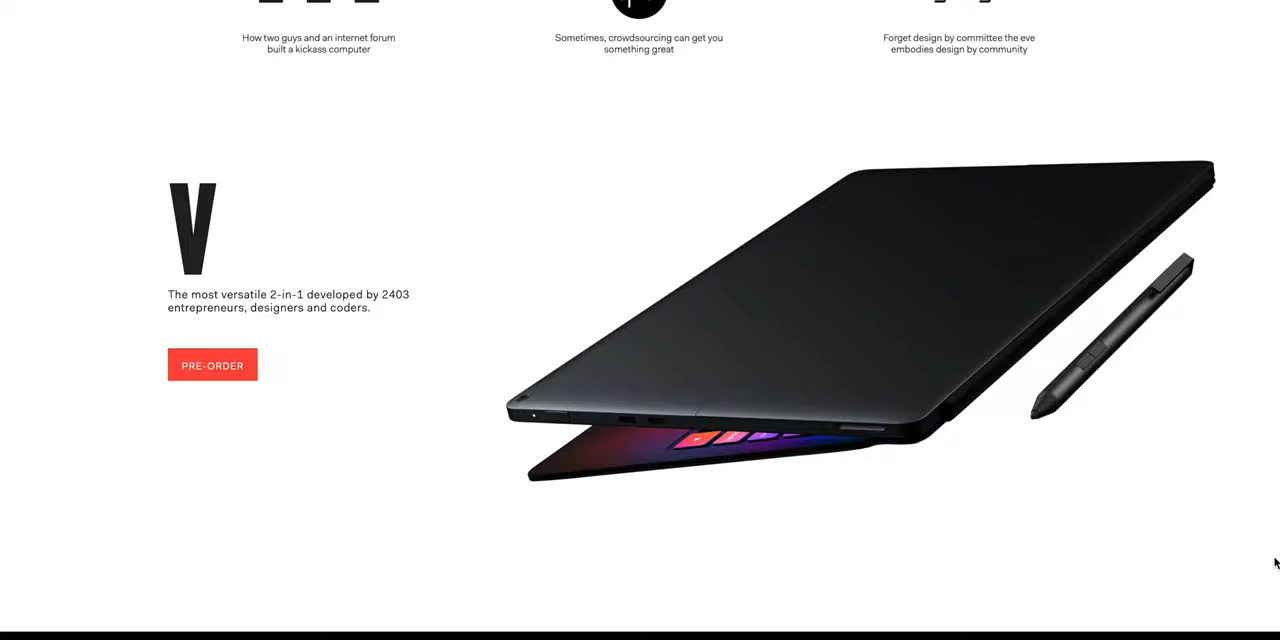 How two guys and an internet forum
built a kickass computer
Sometimes, crowdsourcing can get you
something great
Forget design by committee the eve
embodies design by community
V
The most versatile 2-in-1 developed by 2403
entrepreneurs, designers and coders.
PRE-ORDER